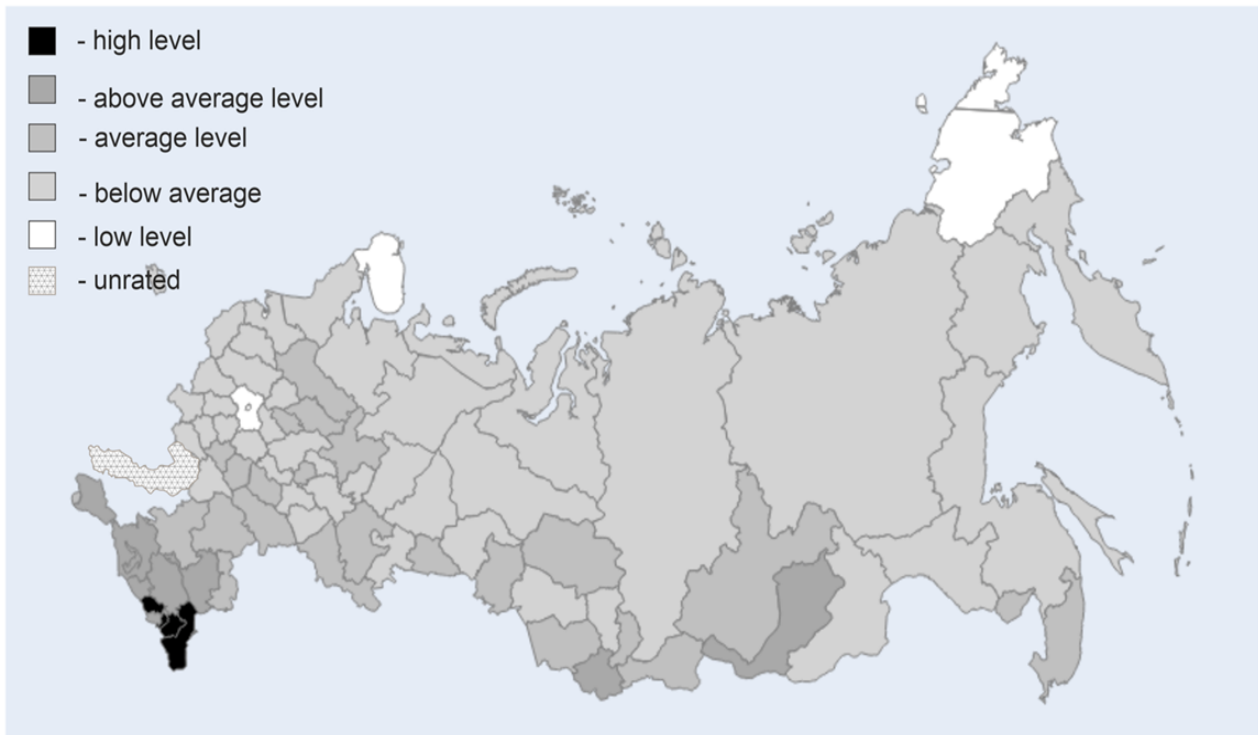 - high level
- above average level
- average level
- below average
- low level
- unrated